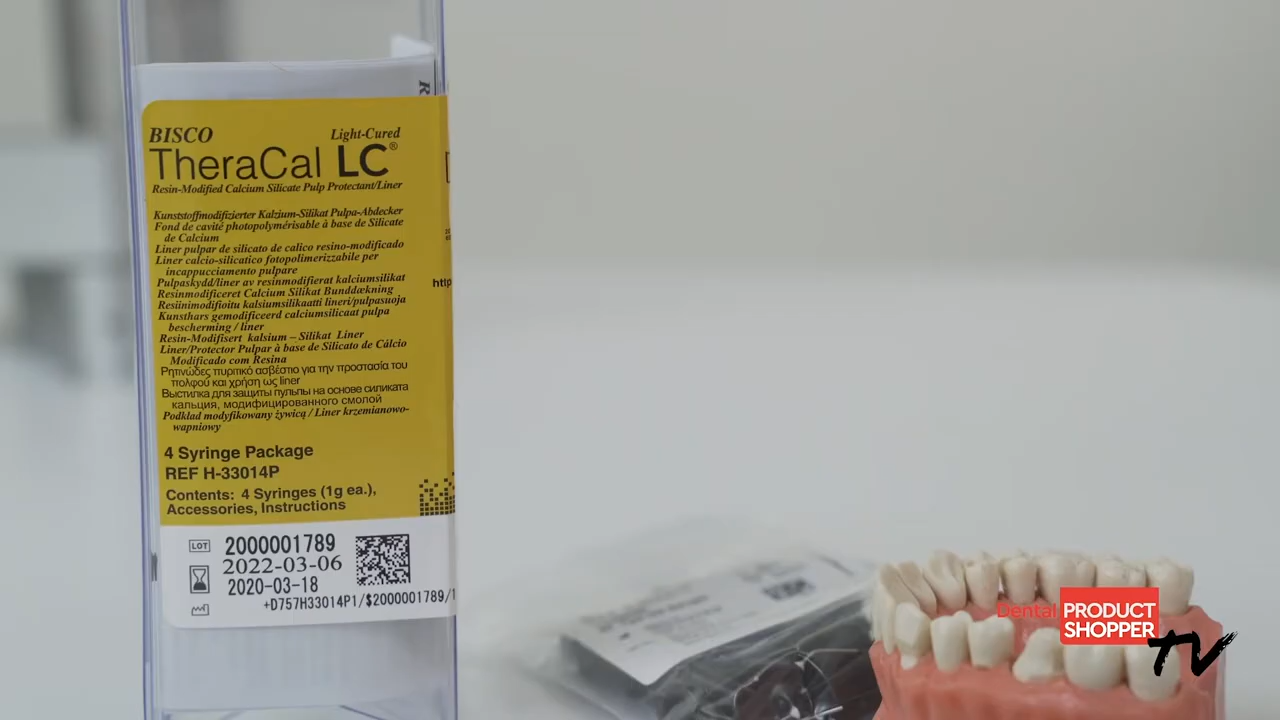 BISCO
Light-Cured
TheraCal LC®
Resin-Modified Calcium Silicate Pulp Protectant/Liner
Kunststoffmodifizierter Kalzium-Silikat Pulpa-Abdecker
Fond de cavité photopolymérisable à base de Silicate
de Calcium
Liner pulpar de silicato de calico resino-modificado
Liner calcio-silicatico fotopolimerizzabile per
incappucciamento pulpare
Pulpaskydd/liner av resinmodifierat kalciumsilikat
Resinmodificeret Calcium Silikat Bunddækning
Resiinimodifioitu kalsiumsilikaatti lineri/pulpasuoja
Kunsthars gemodificeerd calciumsilicaat pulpa
bescherming / liner
Resin-Modifisert kalsium – Silikat Liner
Liner/Protector Pulpar à base de Silicato de Cálcio
Modificado com Resina
Ρητινώδες πυριτικό ασβέστιο για την προστασία του
πολφού και χρήση ως liner
Выстилка для защиты пульпы на основе силиката
кальция, модифицированного смолой
Podkład modyfikowany żywicą / Liner krzemianowo-
wapniowy
4 Syringe Package
REF H-33014P
Contents: 4 Syringes (1g ea.),
Accessories, Instructions
LOT
2000001789
2022-03-06
2020-03-18
+D757H33014P1/$2000001789/1
http
Dental PRODUCT
SHOPPER
TV